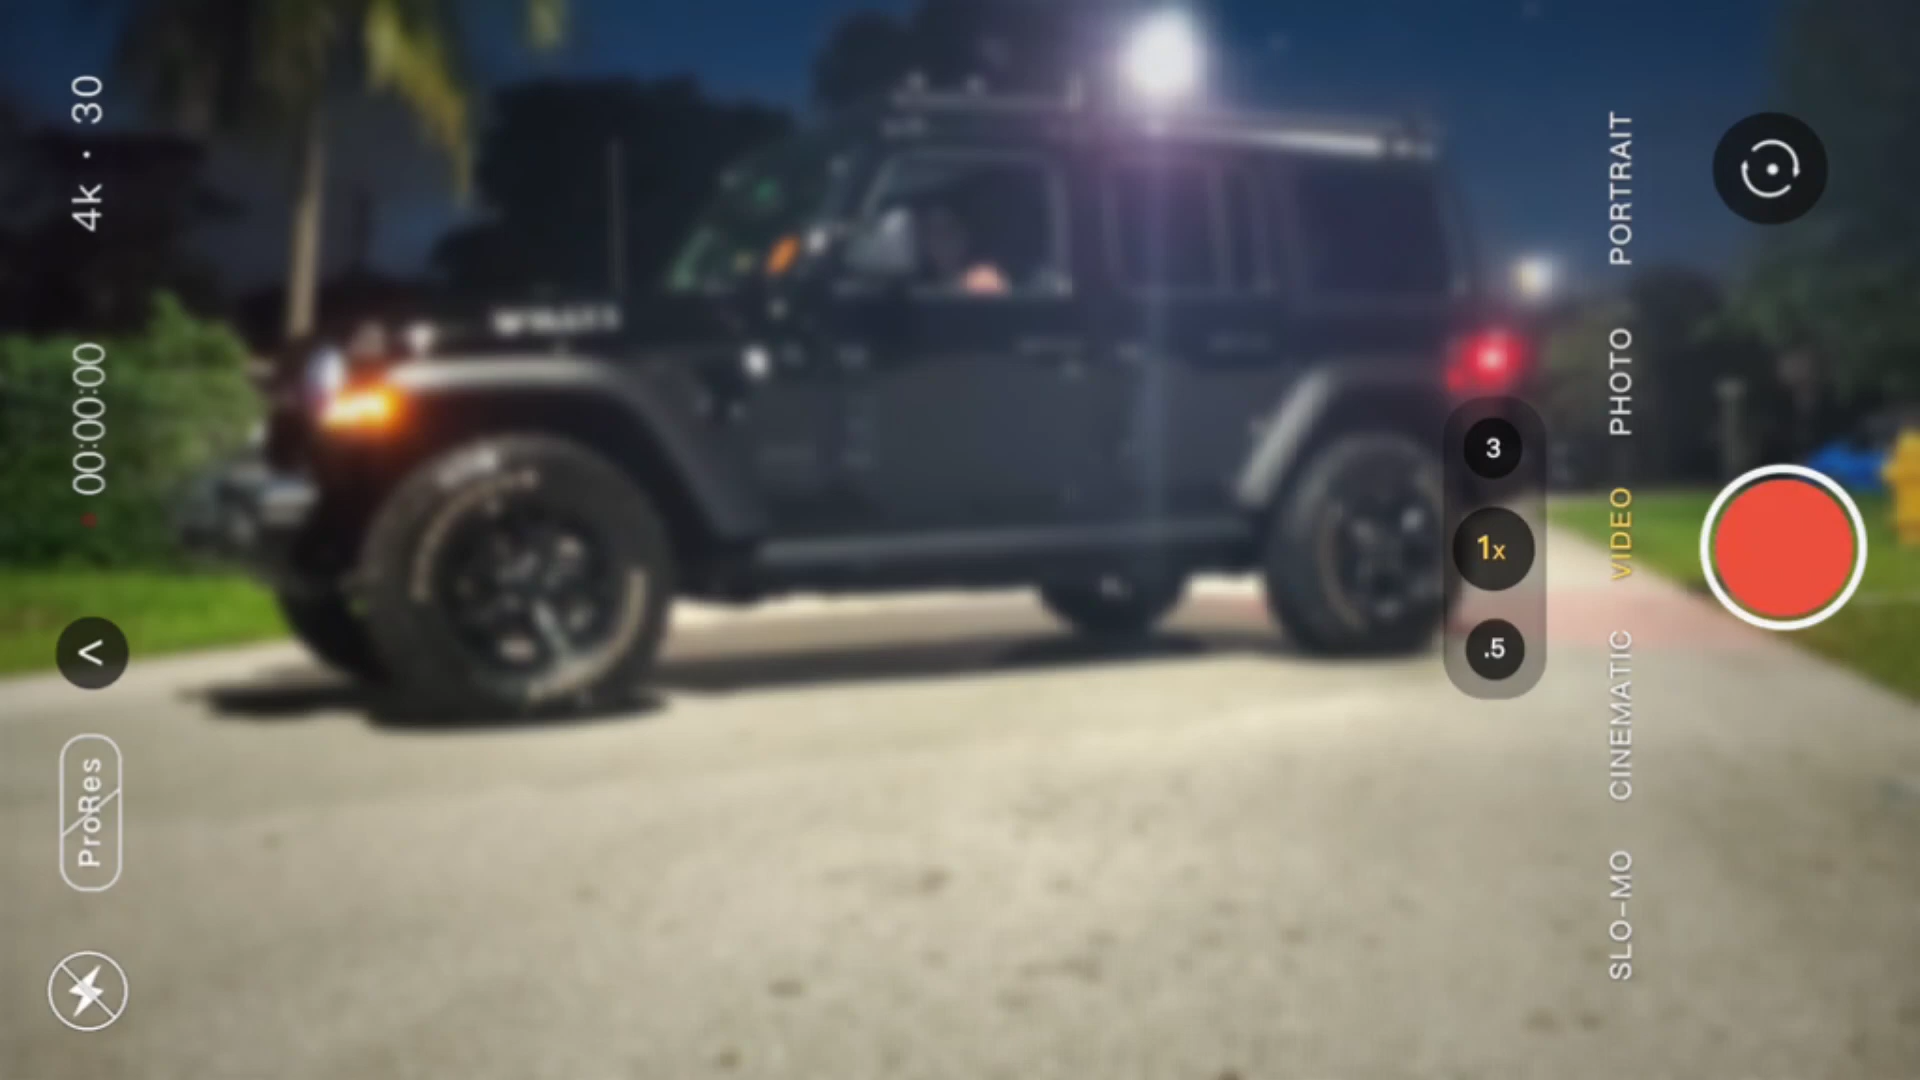 4k · 30
00:00:00
<
ProRes
3
1x
.5
PORTRAIT
PHOTO
VIDEO
CINEMATIC
SLO-MO